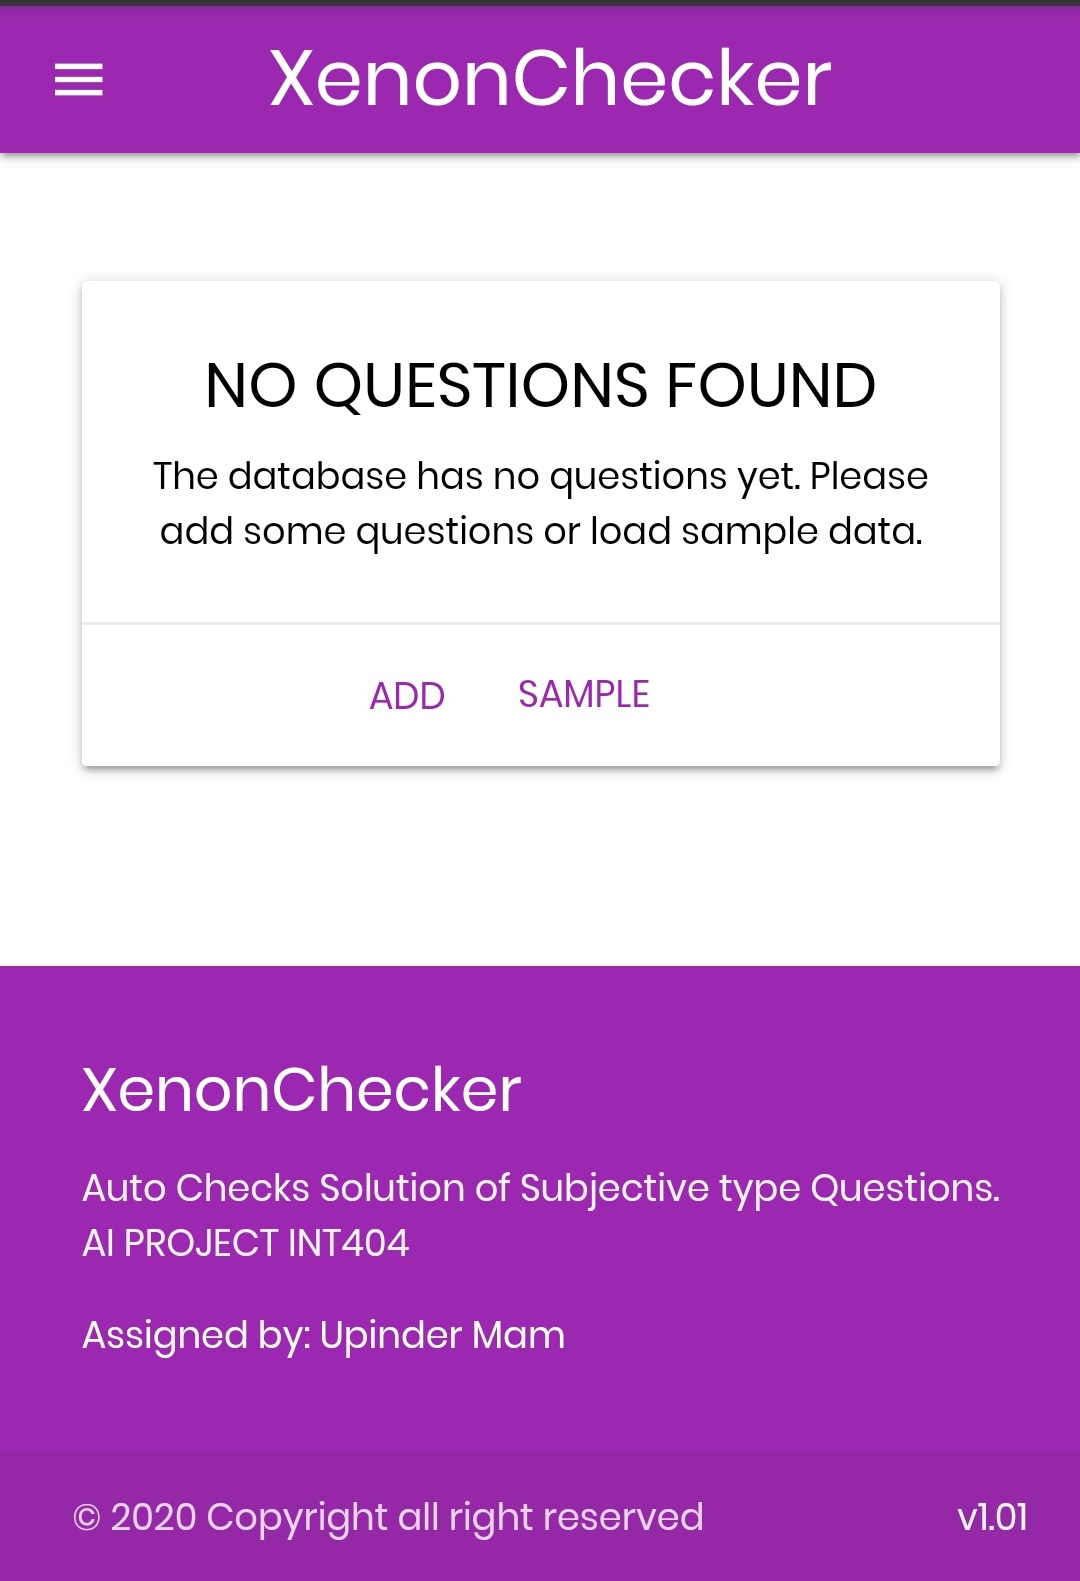 XenonChecker
NO QUESTIONS FOUND
The database has no questions yet. Please
add some questions or load sample data.
ADD SAMPLE
XenonChecker
Auto Checks Solution of Subjective type Questions.
AI PROJECT INT404
Assigned by: Upinder Mam
© 2020 Copyright all right reserved v1.01